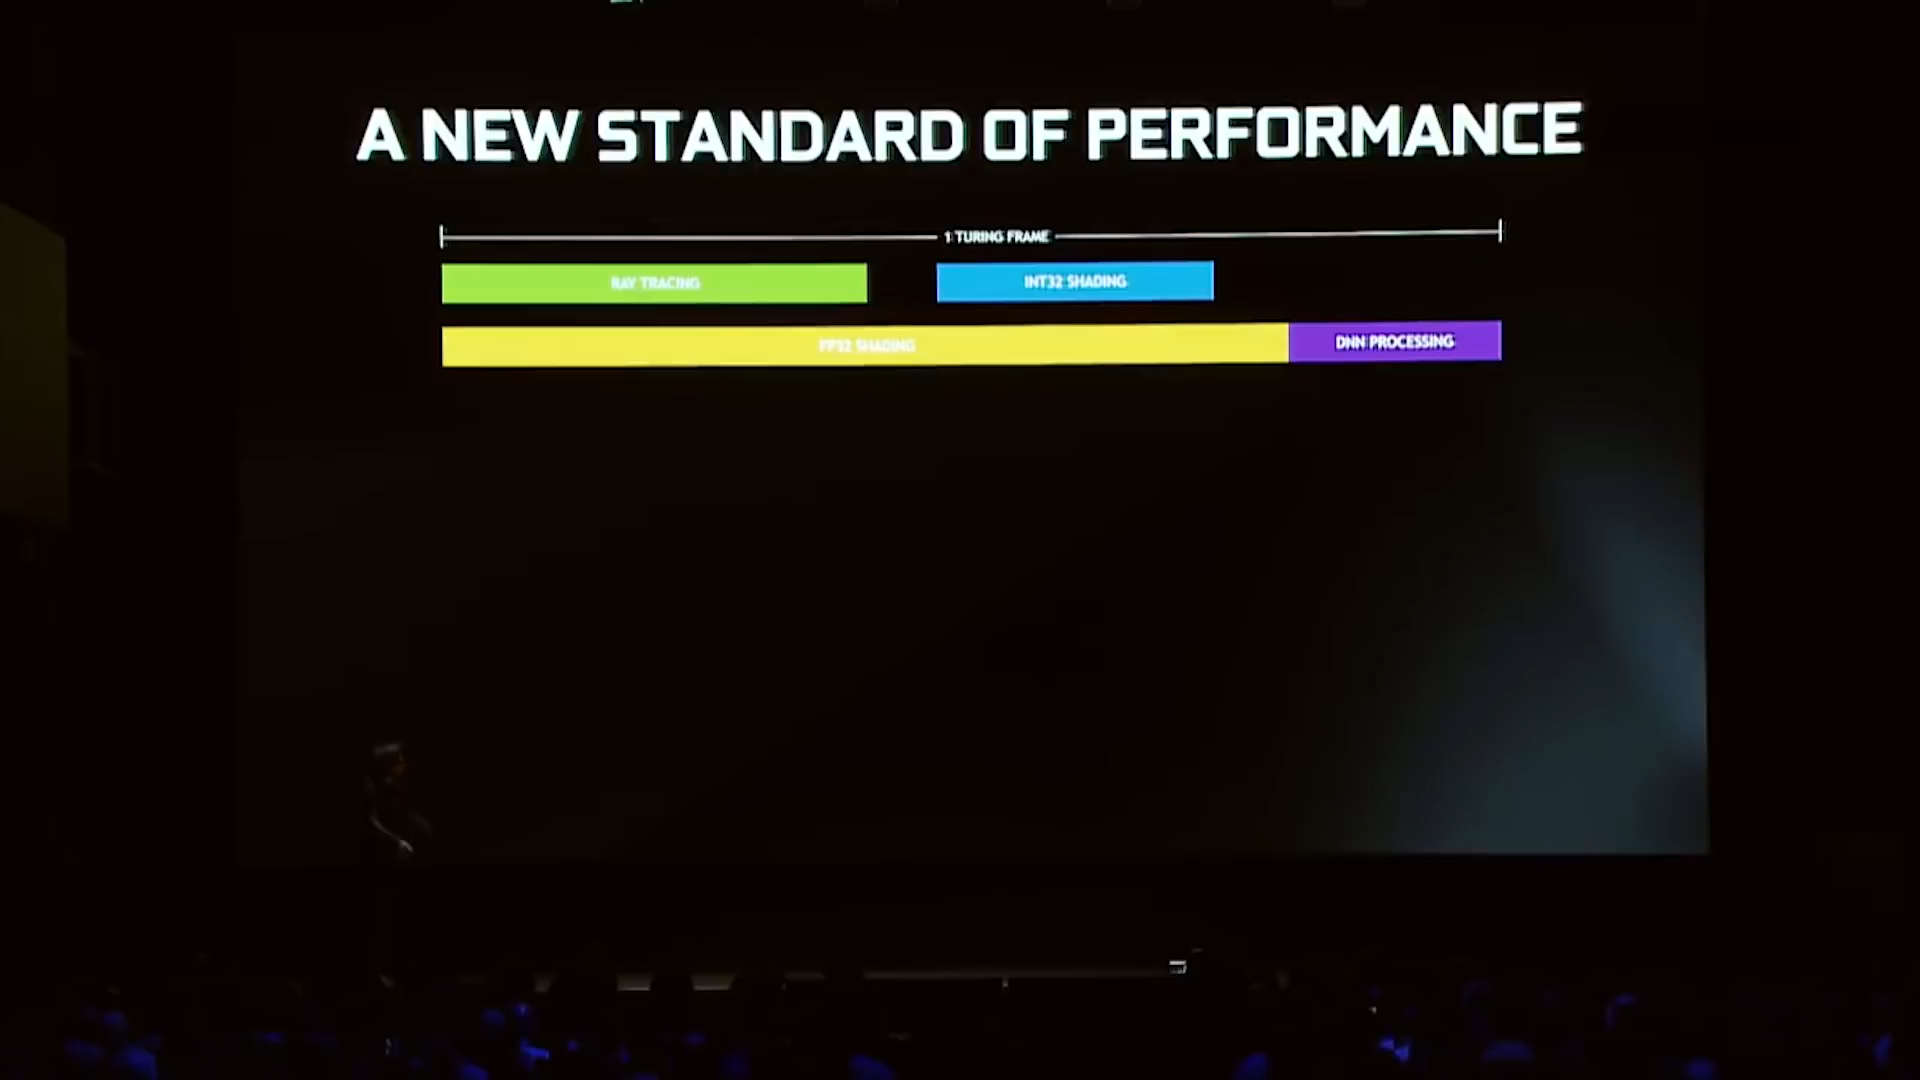 A NEW STANDARD OF PERFORMANCE
1 TURING FRAME
RAY TRACING
INT32 SHADING
FP32 SHADING
DNN PROCESSING